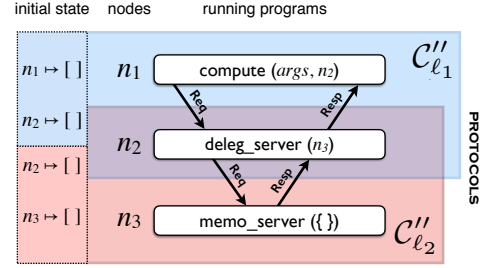 initial state nodes running programs
n₁ ↦ [ ] n₁ compute (args, n₂) 𝒞″ℓ₁
Req Resp
n₂ ↦ [ ]
n₂ deleg_server (n₃)
n₂ ↦ [ ]
Req Resp
n₃ ↦ [ ] n₃ memo_server ({ }) 𝒞″ℓ₂
PROTOCOLS